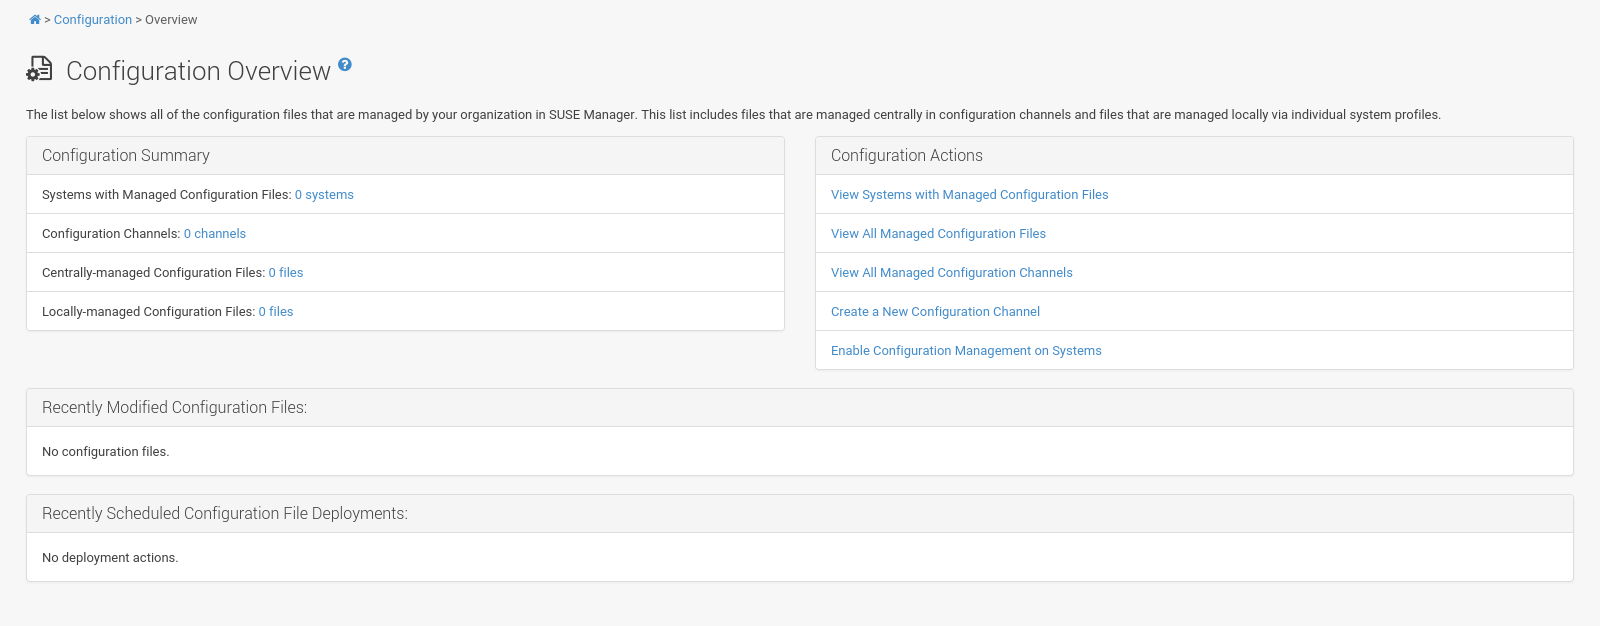 > Configuration > Overview
Configuration Overview ?
The list below shows all of the configuration files that are managed by your organization in SUSE Manager. This list includes files that are managed centrally in configuration channels and files that are managed locally via individual system profiles.
Configuration Summary
Systems with Managed Configuration Files: 0 systems
Configuration Channels: 0 channels
Centrally-managed Configuration Files: 0 files
Locally-managed Configuration Files: 0 files
Configuration Actions
View Systems with Managed Configuration Files
View All Managed Configuration Files
View All Managed Configuration Channels
Create a New Configuration Channel
Enable Configuration Management on Systems
Recently Modified Configuration Files:
No configuration files.
Recently Scheduled Configuration File Deployments:
No deployment actions.